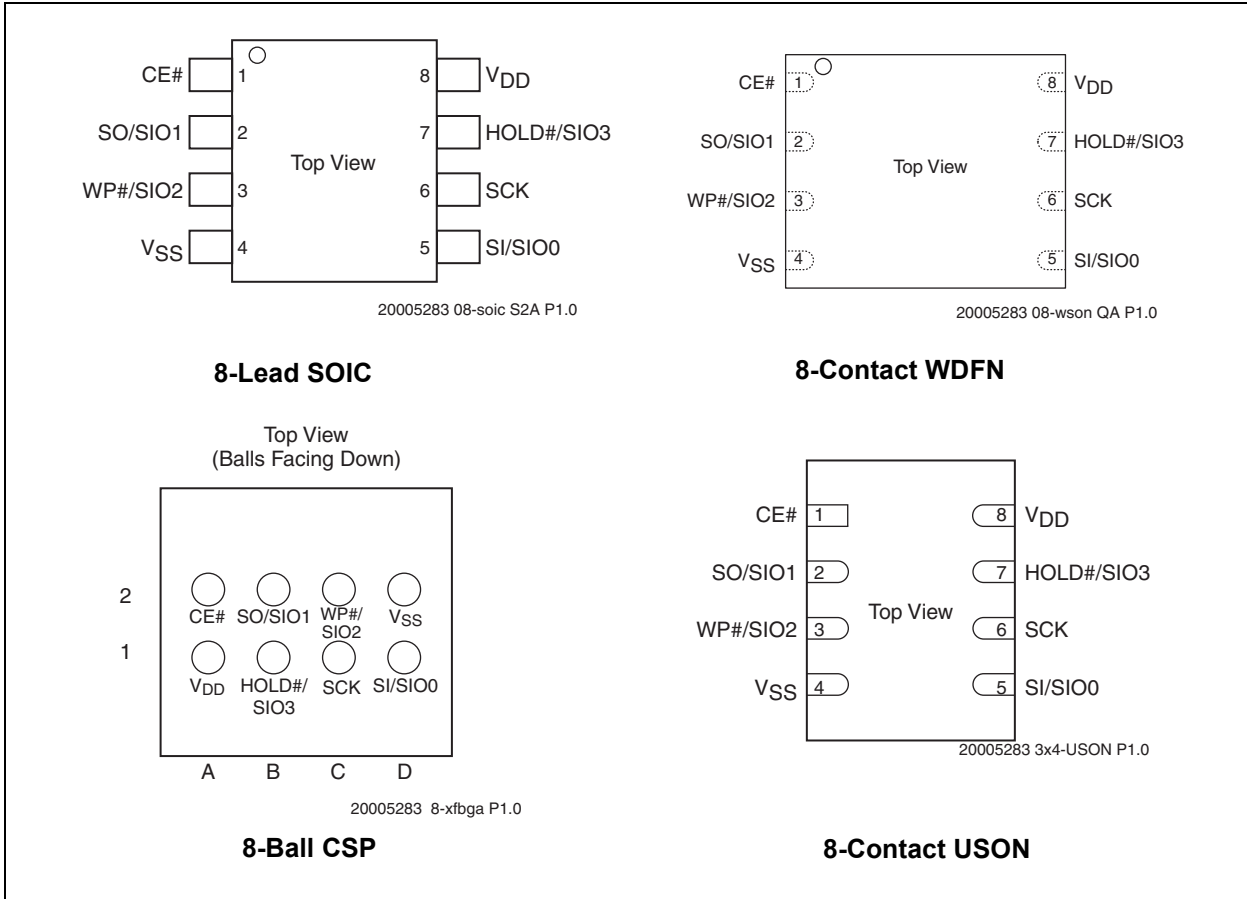 CE# 1 8 VDD
SO/SIO1 2 7 HOLD#/SIO3
Top View
WP#/SIO2 3 6 SCK
VSS 4 5 SI/SIO0
20005283 08-soic S2A P1.0
8-Lead SOIC
CE# 1 8 VDD
SO/SIO1 2 7 HOLD#/SIO3
Top View
WP#/SIO2 3 6 SCK
VSS 4 5 SI/SIO0
20005283 08-wson QA P1.0
8-Contact WDFN
Top View
(Balls Facing Down)
2
CE# SO/SIO1 WP#/ VSS
SIO2
1
VDD HOLD#/ SCK SI/SIO0
SIO3
A B C D
20005283 8-xfbga P1.0
8-Ball CSP
CE# 1 8 VDD
SO/SIO1 2 7 HOLD#/SIO3
Top View
WP#/SIO2 3 6 SCK
VSS 4 5 SI/SIO0
20005283 3x4-USON P1.0
8-Contact USON